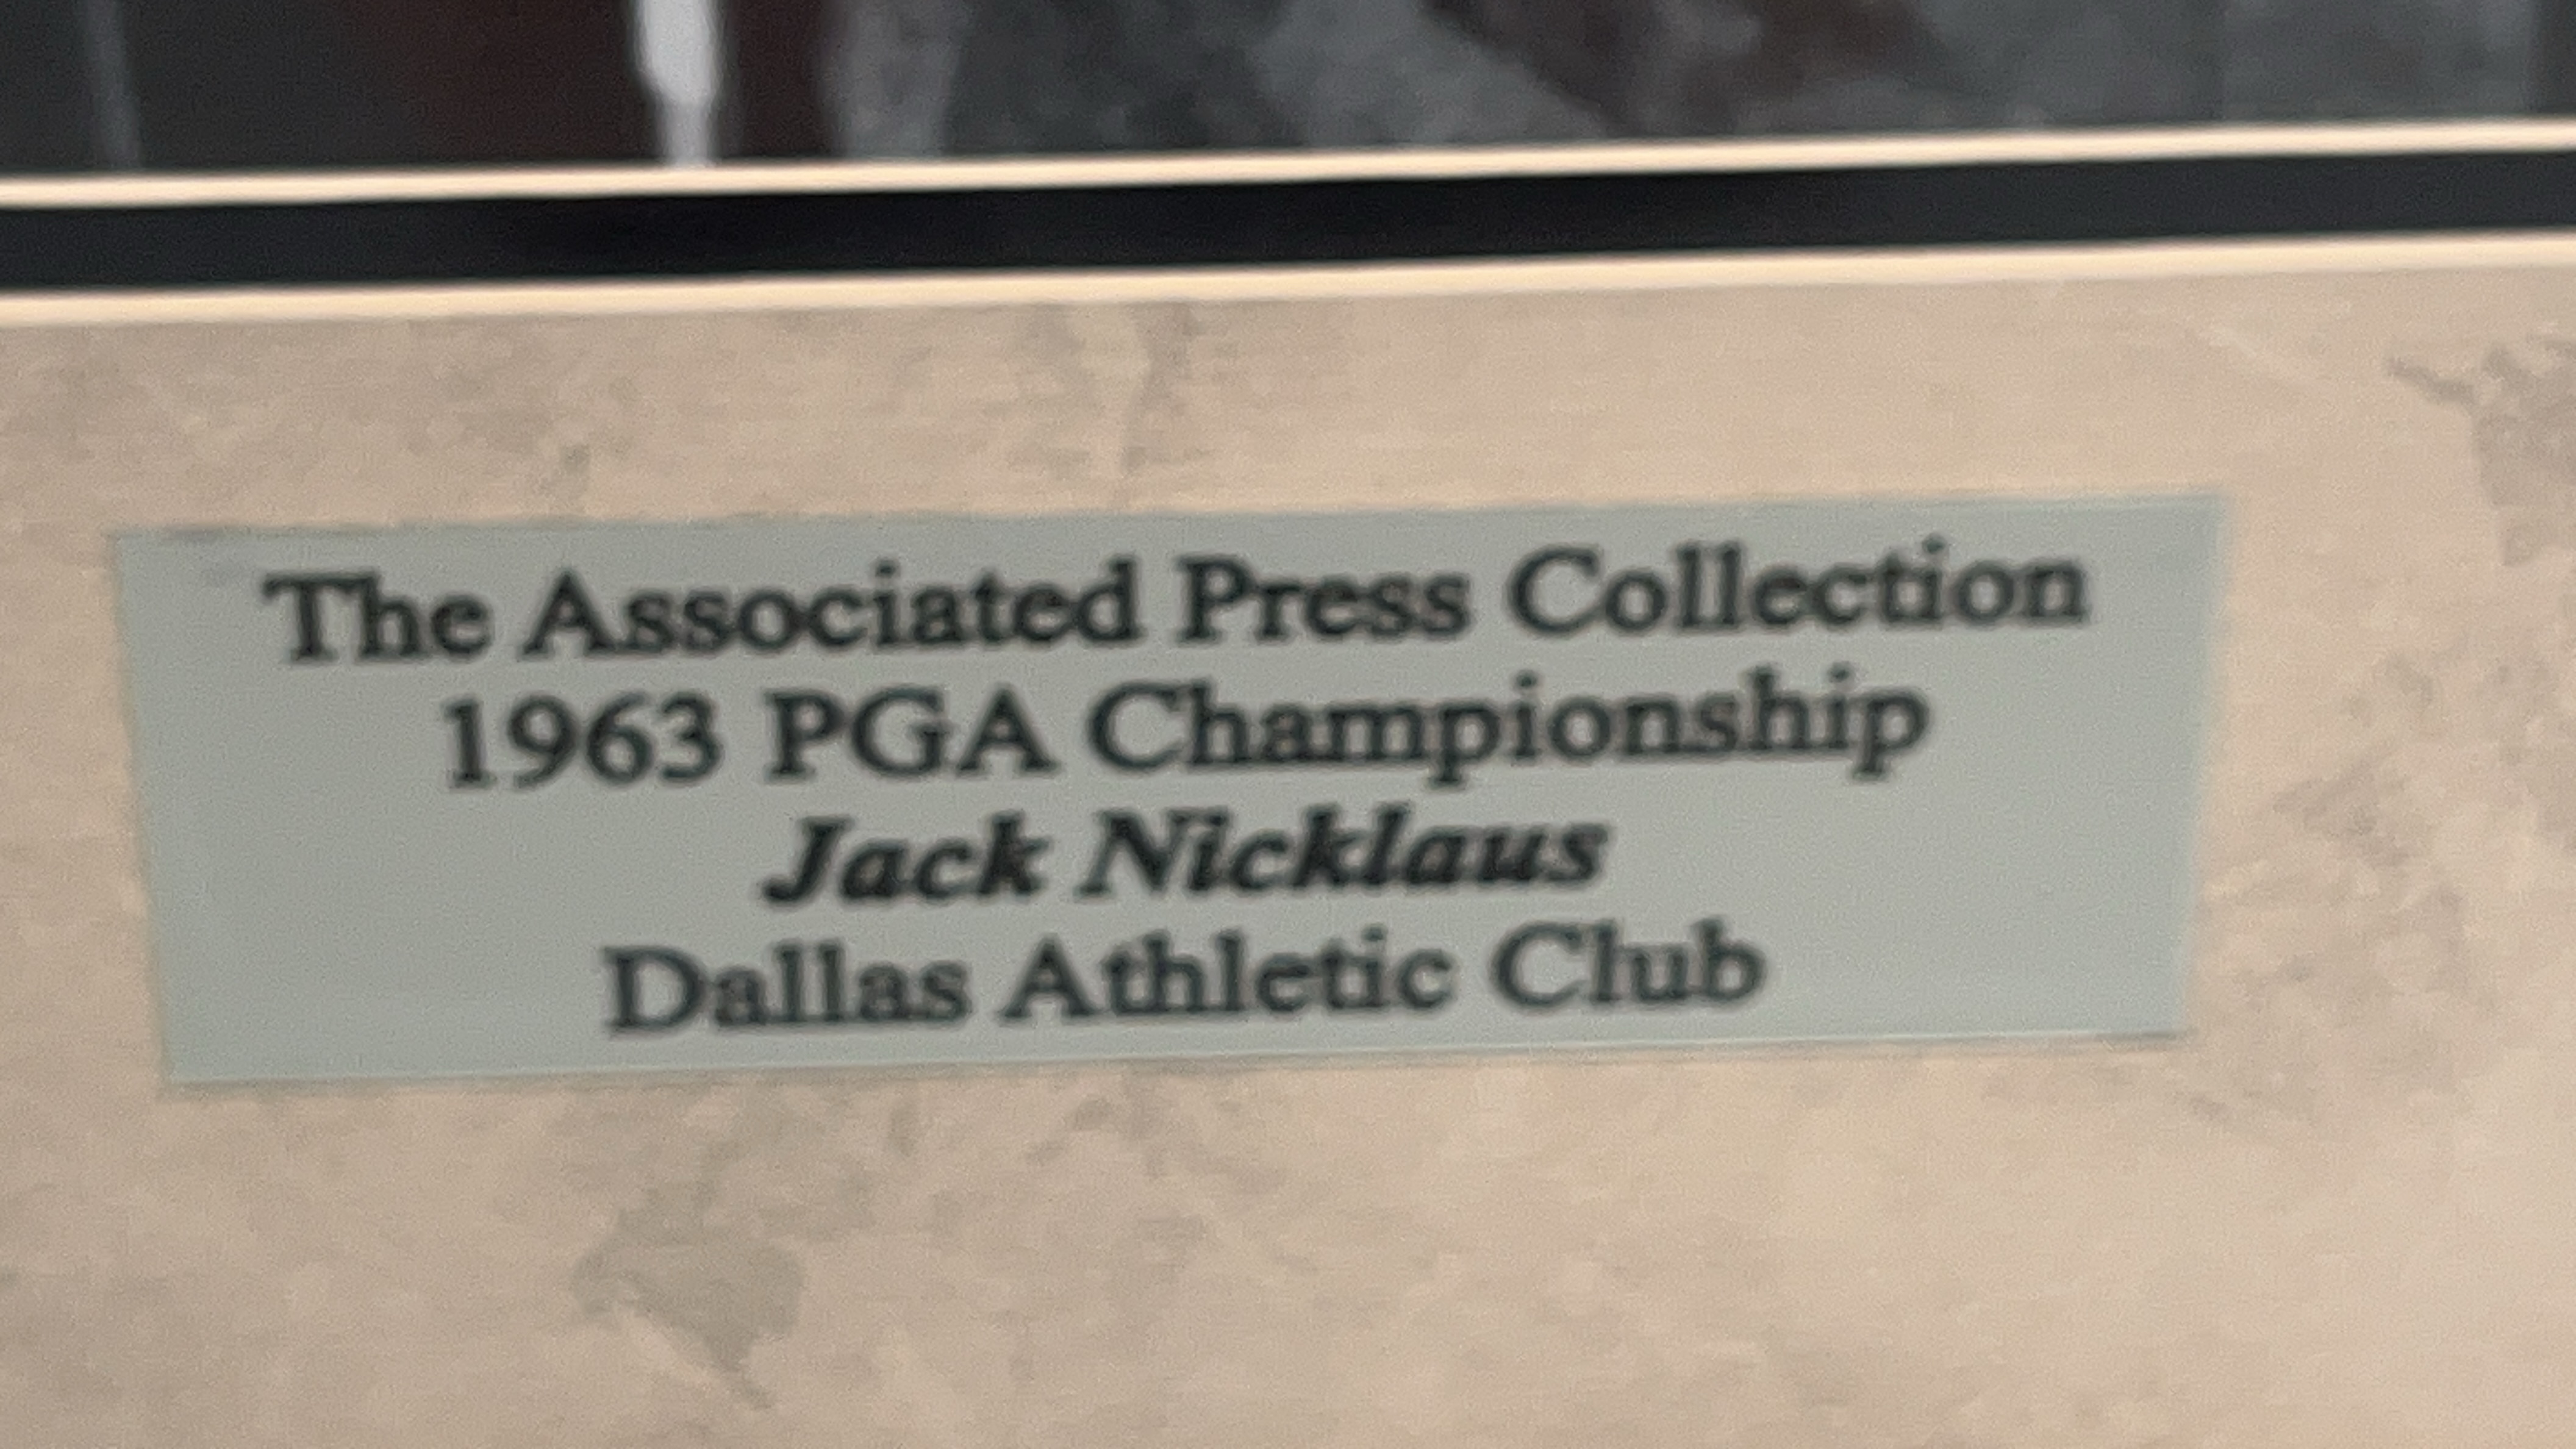 The Associated Press Collection
1963 PGA Championship
Jack Nicklaus
Dallas Athletic Club